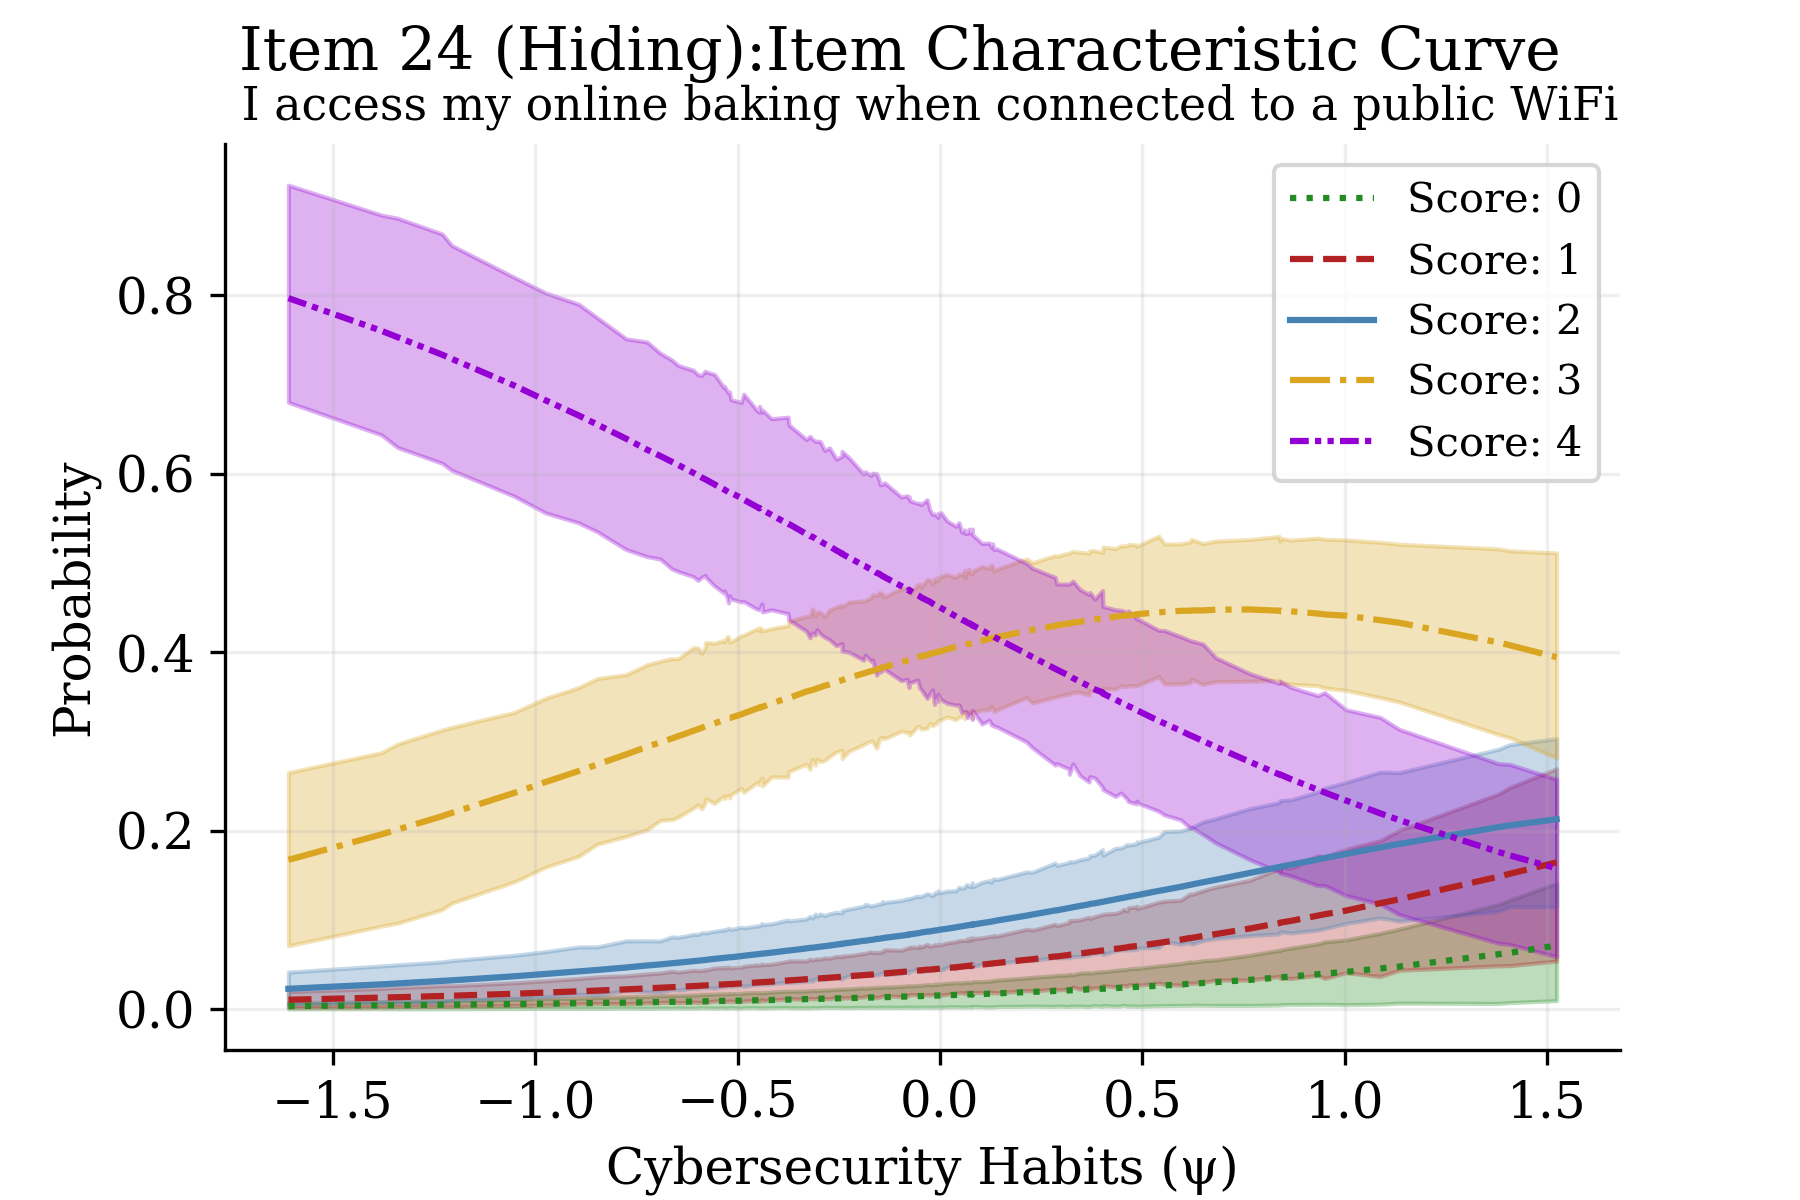 Item 24 (Hiding):Item Characteristic Curve
I access my online baking when connected to a public WiFi
Score: 0
Score: 1
Score: 2
Score: 3
Score: 4
Probability
0.8
0.6
0.4
0.2
0.0
−1.5
−1.0
−0.5
0.0
0.5
1.0
1.5
Cybersecurity Habits (ψ)